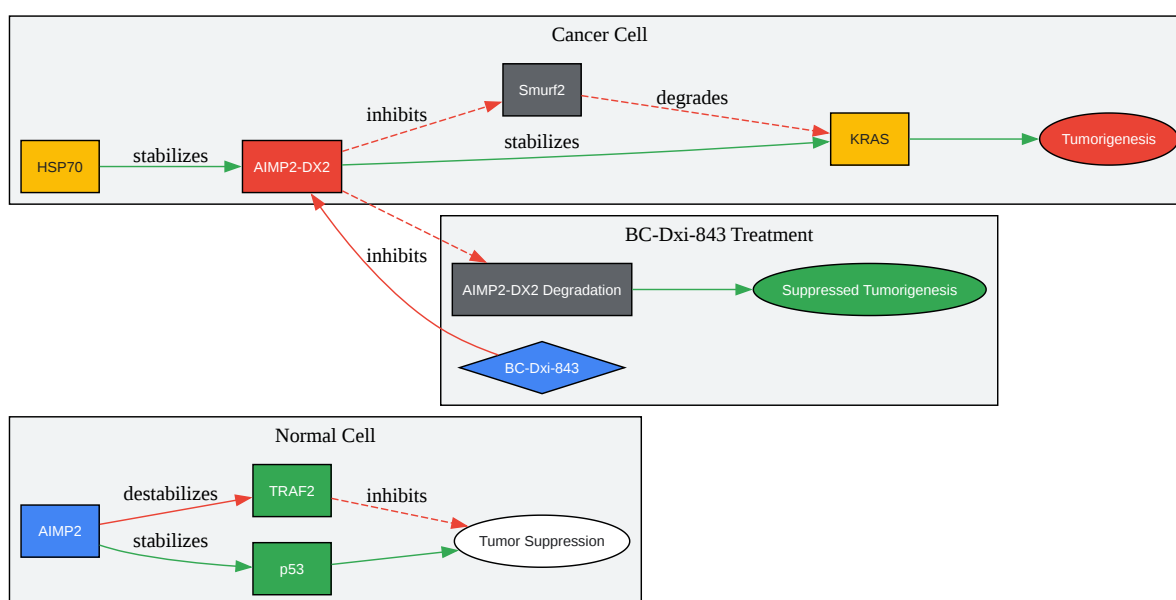 Cancer Cell
Smurf2
inhibits
degrades
stabilizes
stabilizes
HSP70
AIMP2-DX2
KRAS
Tumorigenesis
BC-Dxi-843 Treatment
inhibits
AIMP2-DX2 Degradation
Suppressed Tumorigenesis
BC-Dxi-843
Normal Cell
destabilizes
TRAF2
inhibits
AIMP2
stabilizes
Tumor Suppression
p53